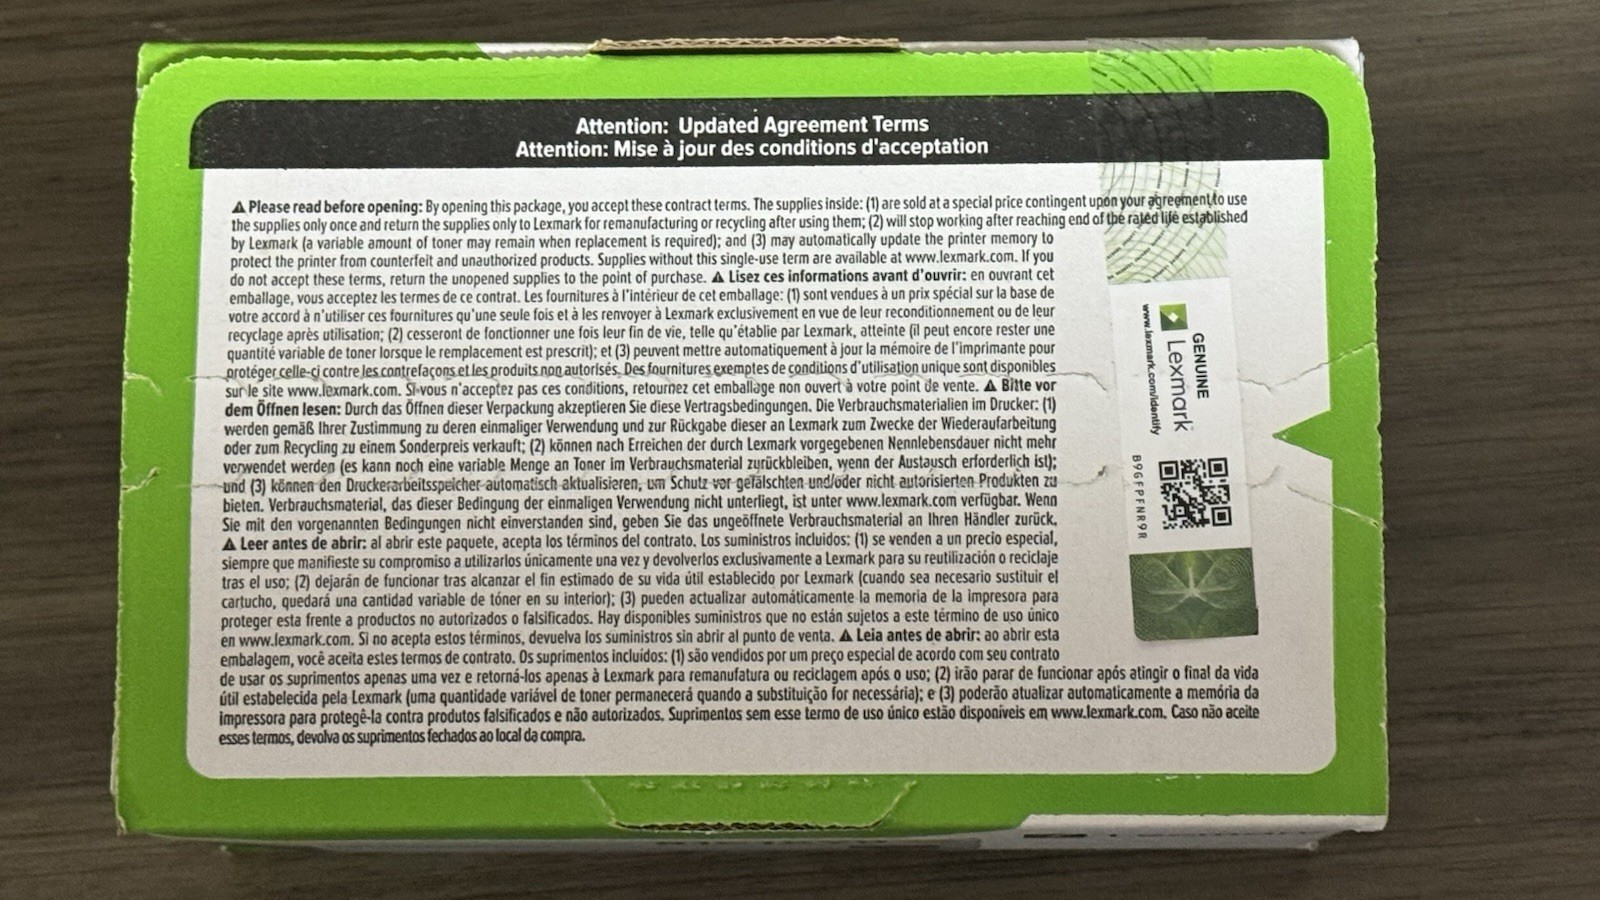 Attention: Updated Agreement Terms
Attention: Mise à jour des conditions d'acceptation
⚠ Please read before opening: By opening this package, you accept these contract terms. The supplies inside: (1) are sold at a special price contingent upon your agreement to use
the supplies only once and return the supplies only to Lexmark for remanufacturing or recycling after using them; (2) will stop working after reaching end of the rated life established
by Lexmark (a variable amount of toner may remain when replacement is required); and (3) may automatically update the printer memory to
protect the printer from counterfeit and unauthorized products. Supplies without this single-use term are available at www.lexmark.com. If you
do not accept these terms, return the unopened supplies to the point of purchase. ⚠ Lisez ces informations avant d'ouvrir: en ouvrant cet
emballage, vous acceptez les termes de ce contrat. Les fournitures à l'intérieur de cet emballage: (1) sont vendues à un prix spécial sur la base de
votre accord à n'utiliser ces fournitures qu'une seule fois et à les renvoyer à Lexmark exclusivement en vue de leur reconditionnement ou de leur
recyclage après utilisation; (2) cesseront de fonctionner une fois leur fin de vie, telle qu'établie par Lexmark, atteinte (il peut encore rester une
quantité variable de toner lorsque le remplacement est prescrit); et (3) peuvent mettre automatiquement à jour la mémoire de l'imprimante pour
protéger celle-ci contre les contrefaçons et les produits non autorisés. Des fournitures exemptes de conditions d'utilisation unique sont disponibles
sur le site www.lexmark.com. Si vous n'acceptez pas ces conditions, retournez cet emballage non ouvert à votre point de vente. ⚠ Bitte vor
dem Öffnen lesen: Durch das Öffnen dieser Verpackung akzeptieren Sie diese Vertragsbedingungen. Die Verbrauchsmaterialien im Drucker: (1)
werden gemäß Ihrer Zustimmung zu deren einmaliger Verwendung und zur Rückgabe dieser an Lexmark zum Zwecke der Wiederaufarbeitung
oder zum Recycling zu einem Sonderpreis verkauft; (2) können nach Erreichen der durch Lexmark vorgegebenen Nennlebensdauer nicht mehr
verwendet werden (es kann noch eine variable Menge an Toner im Verbrauchsmaterial zurückbleiben, wenn der Austausch erforderlich ist);
und (3) können den Druckerarbeitsspeicher automatisch aktualisieren, um Schutz vor gefälschten und/oder nicht autorisierten Produkten zu
bieten. Verbrauchsmaterial, das dieser Bedingung der einmaligen Verwendung nicht unterliegt, ist unter www.lexmark.com verfügbar. Wenn
Sie mit den vorgenannten Bedingungen nicht einverstanden sind, geben Sie das ungeöffnete Verbrauchsmaterial an Ihren Händler zurück.
⚠ Leer antes de abrir: al abrir este paquete, acepta los términos del contrato. Los suministros incluidos: (1) se venden a un precio especial,
siempre que manifieste su compromiso a utilizarlos únicamente una vez y devolverlos exclusivamente a Lexmark para su reutilización o reciclaje
tras el uso; (2) dejarán de funcionar tras alcanzar el fin estimado de su vida útil establecido por Lexmark (cuando sea necesario sustituir el
cartucho, quedará una cantidad variable de tóner en su interior); (3) pueden actualizar automáticamente la memoria de la impresora para
proteger esta frente a productos no autorizados o falsificados. Hay disponibles suministros que no están sujetos a este término de uso único
en www.lexmark.com. Si no acepta estos términos, devuelva los suministros sin abrir al punto de venta. ⚠ Leia antes de abrir: ao abrir esta
embalagem, você aceita estes termos de contrato. Os suprimentos incluídos: (1) são vendidos por um preço especial de acordo com seu contrato
de usar os suprimentos apenas uma vez e retorná-los apenas à Lexmark para remanufatura ou reciclagem após o uso; (2) irão parar de funcionar após atingir o final da vida
útil estabelecida pela Lexmark (uma quantidade variável de toner permanecerá quando a substituição for necessária); e (3) poderão atualizar automaticamente a memória da
impressora para protegê-la contra produtos falsificados e não autorizados. Suprimentos sem esse termo de uso único estão disponíveis em www.lexmark.com. Caso não aceite
esses termos, devolva os suprimentos fechados ao local da compra.
GENUINE
Lexmark
www.lexmark.com/identify
B9GFPFNR9R